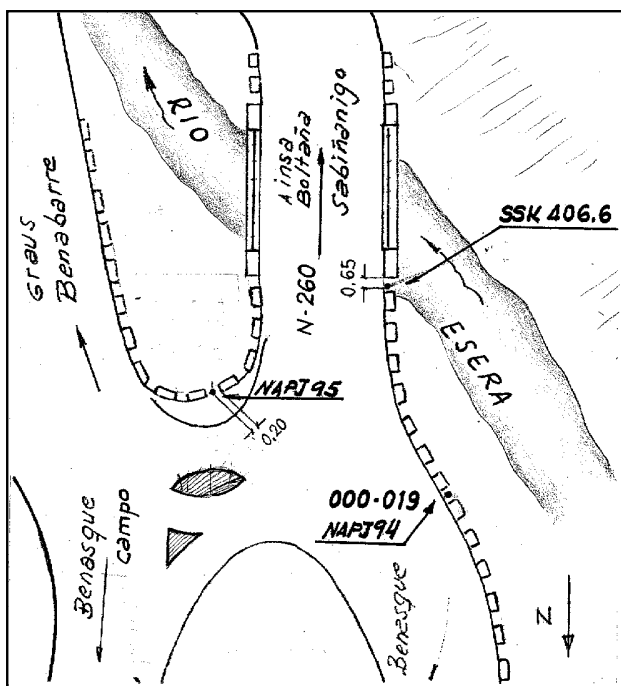 RIO
Ainsa
Boltaña
Sabiñanigo
N-260
Graus
Benabarre
SSK 406.6
0,65
ESERA
NAPJ95
0,20
000-019
NAPJ94
Benasque
Campo
Benesque
N